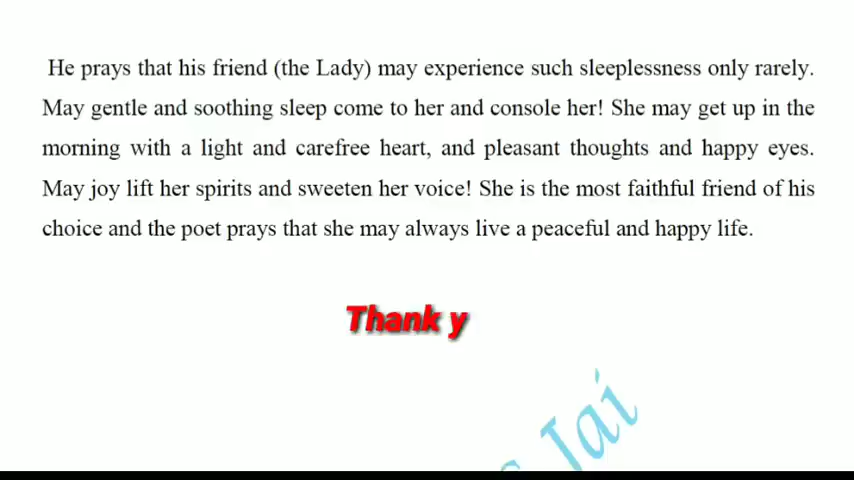 He prays that his friend (the Lady) may experience such sleeplessness only rarely.
May gentle and soothing sleep come to her and console her! She may get up in the
morning with a light and carefree heart, and pleasant thoughts and happy eyes.
May joy lift her spirits and sweeten her voice! She is the most faithful friend of his
choice and the poet prays that she may always live a peaceful and happy life.
Thank y
s Jai